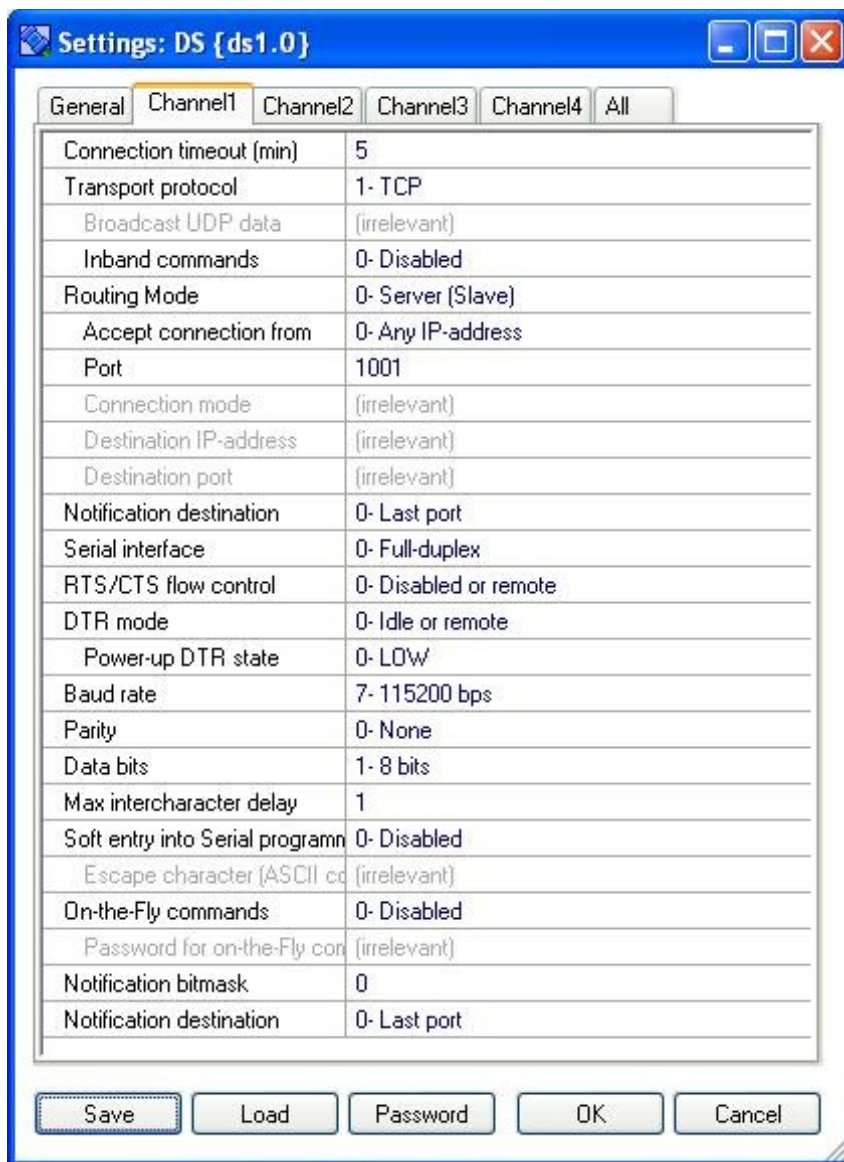 Settings: DS {ds1.0}
General Channel1 Channel2 Channel3 Channel4 All
Connection timeout (min) 5
Transport protocol 1- TCP
Broadcast UDP data (irrelevant)
Inband commands 0- Disabled
Routing Mode 0- Server (Slave)
Accept connection from 0- Any IP-address
Port 1001
Connection mode (irrelevant)
Destination IP-address (irrelevant)
Destination port (irrelevant)
Notification destination 0- Last port
Serial interface 0- Full-duplex
RTS/CTS flow control 0- Disabled or remote
DTR mode 0- Idle or remote
Power-up DTR state 0- LOW
Baud rate 7- 115200 bps
Parity 0- None
Data bits 1- 8 bits
Max intercharacter delay 1
Soft entry into Serial programn 0- Disabled
Escape character (ASCII co (irrelevant)
On-the-Fly commands 0- Disabled
Password for on-the-Fly con (irrelevant)
Notification bitmask 0
Notification destination 0- Last port
Save Load Password OK Cancel